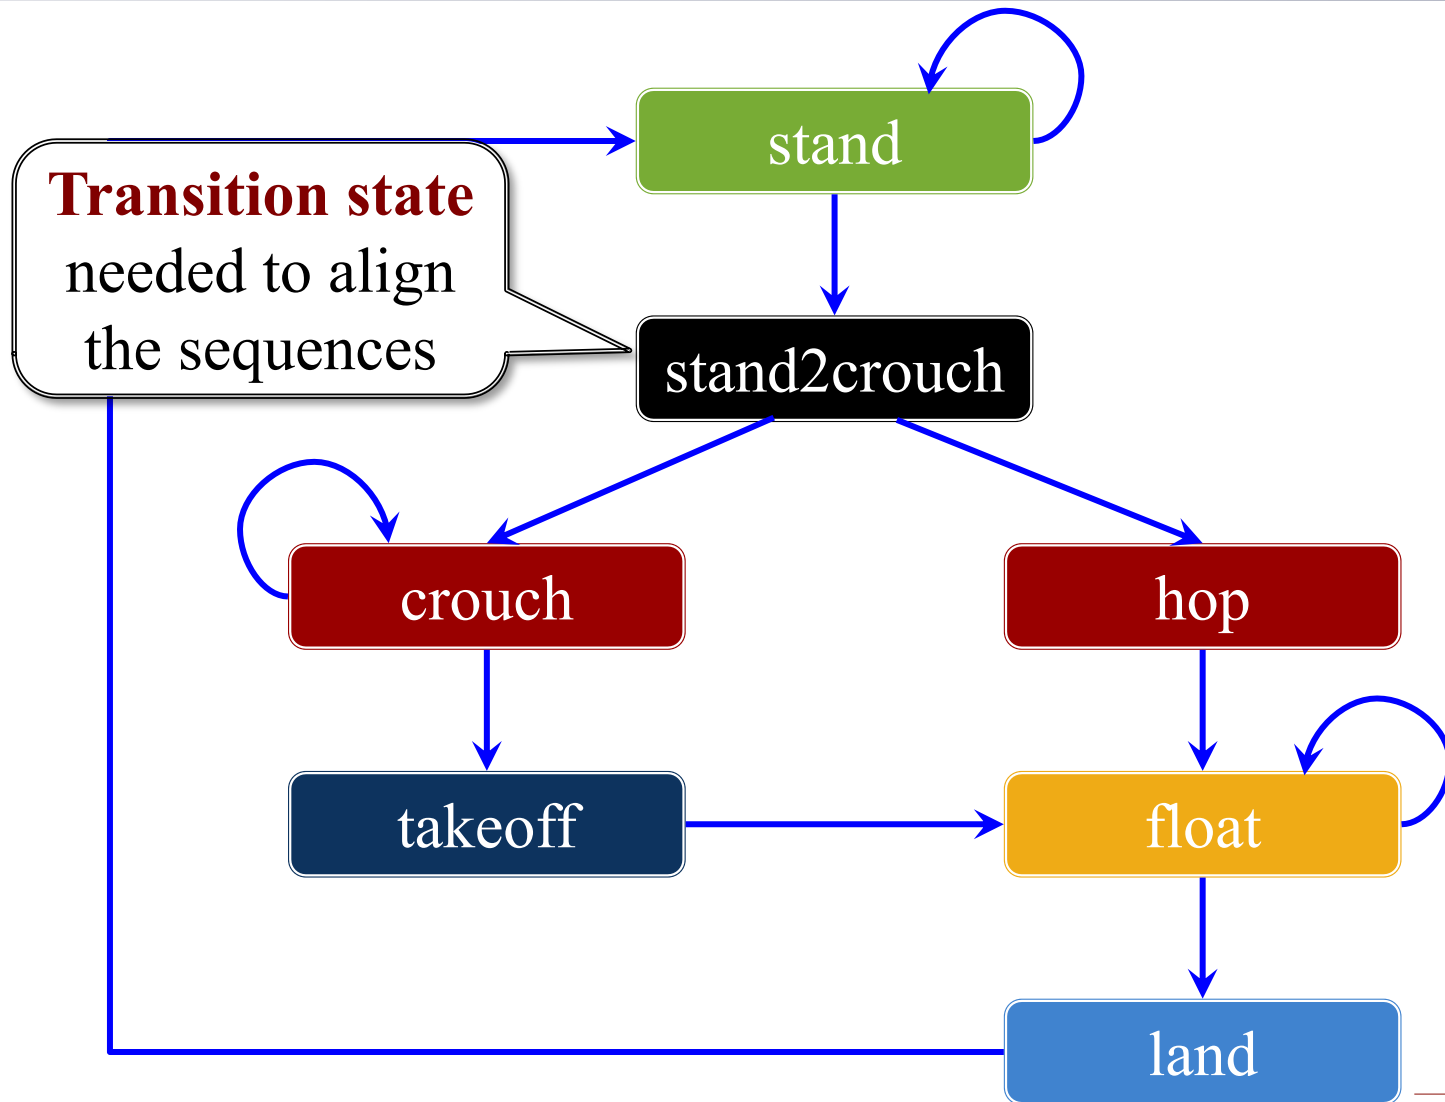 stand
Transition state
needed to align
the sequences
stand2crouch
crouch
hop
takeoff
float
land